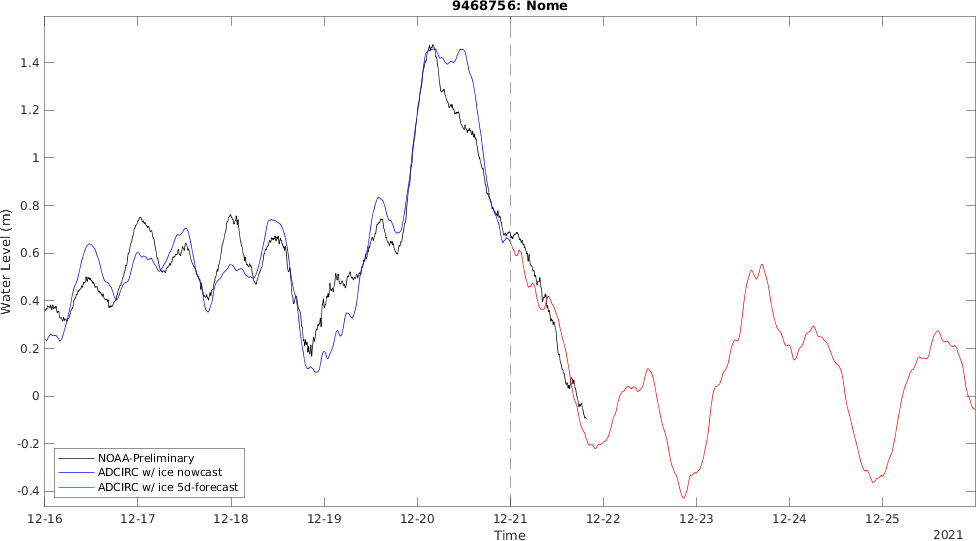 9468756: Nome
Water Level (m)
1.4
1.2
1
0.8
0.6
0.4
0.2
0
-0.2
-0.4
NOAA-Preliminary
ADCIRC w/ ice nowcast
ADCIRC w/ ice 5d-forecast
12-16 12-17 12-18 12-19 12-20 12-21 12-22 12-23 12-24 12-25
Time
2021